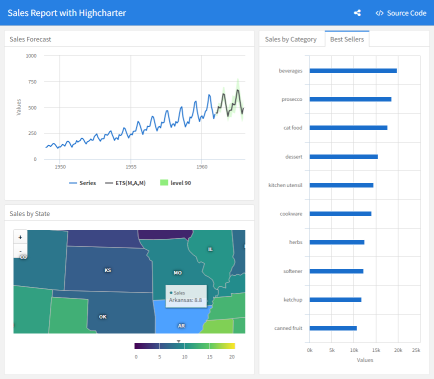 Sales Report with Highcharter
Source Code
Sales Forecast
1000
750
500
250
0
Values
1950
1955
1960
Series
ETS(M,A,M)
level 90
Sales by State
+
-
KS
MO
IL
OK
AR
Sales
Arkansas: 8.8
0
5
10
15
20
Sales by Category
Best Sellers
beverages
prosecco
cat food
dessert
kitchen utensil
cookware
herbs
softener
ketchup
canned fruit
0k
5k
10k
15k
20k
25k
Values